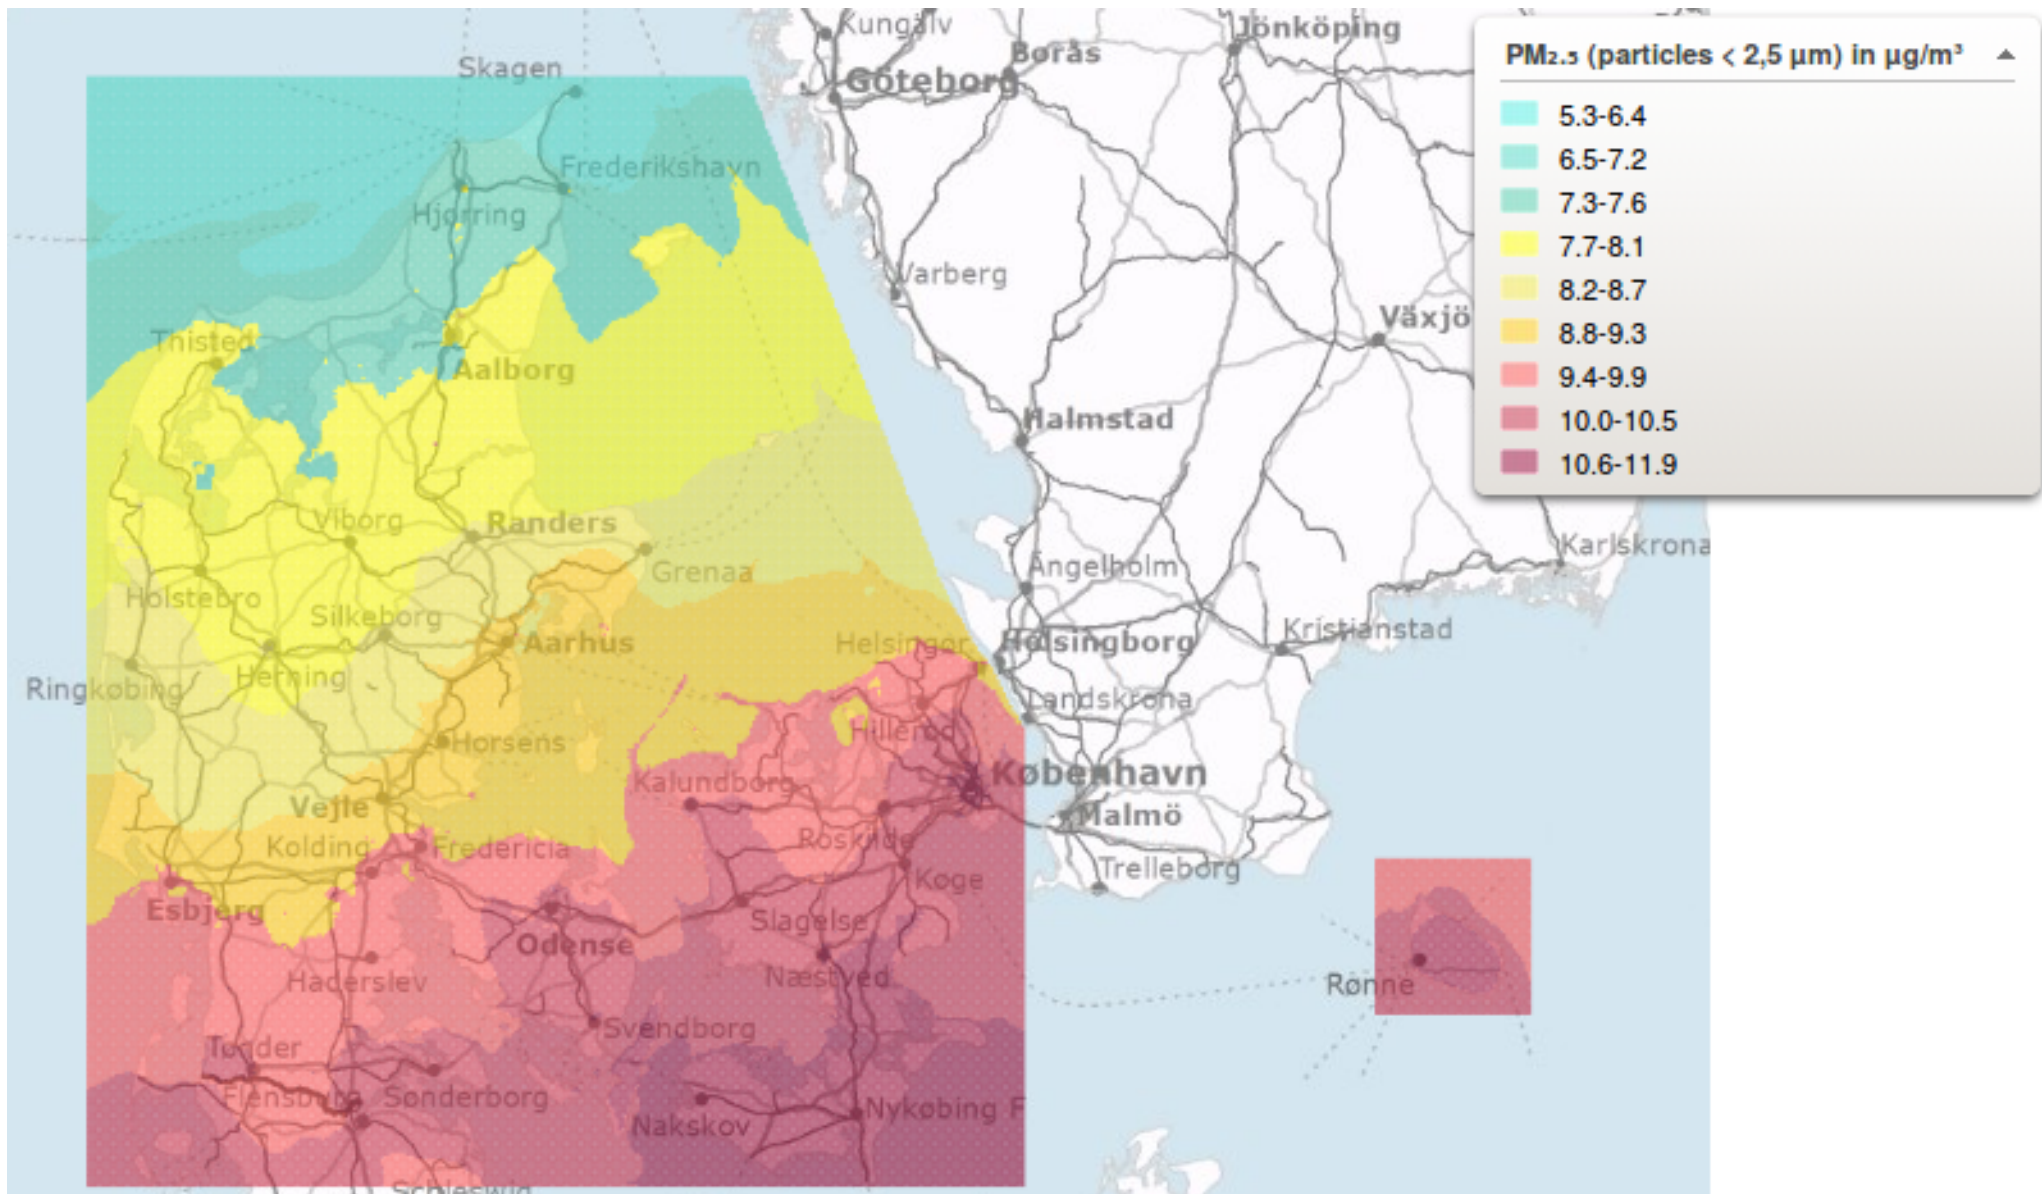 Kungälv
Jönköping
Borås
Göteborg
Skagen
PM₂.₅ (particles < 2,5 µm) in µg/m³
5.3-6.4
6.5-7.2
7.3-7.6
7.7-8.1
8.2-8.7
8.8-9.3
9.4-9.9
10.0-10.5
10.6-11.9
Frederikshavn
Hjørring
Varberg
Växjö
Thisted
Aalborg
Halmstad
Viborg
Randers
Karlskrona
Grenaa
Ängelholm
Holstebro
Silkeborg
Aarhus
Helsingør
Helsingborg
Kristianstad
Herning
Ringkøbing
Landskrona
Horsens
Hillerød
Kalundborg
København
Vejle
Malmö
Kolding
Fredericia
Roskilde
Trelleborg
Køge
Esbjerg
Slagelse
Odense
Haderslev
Næstved
Rønne
Svendborg
Tønder
Flensburg
Sønderborg
Nakskov
Nykøbing F
Schleswig